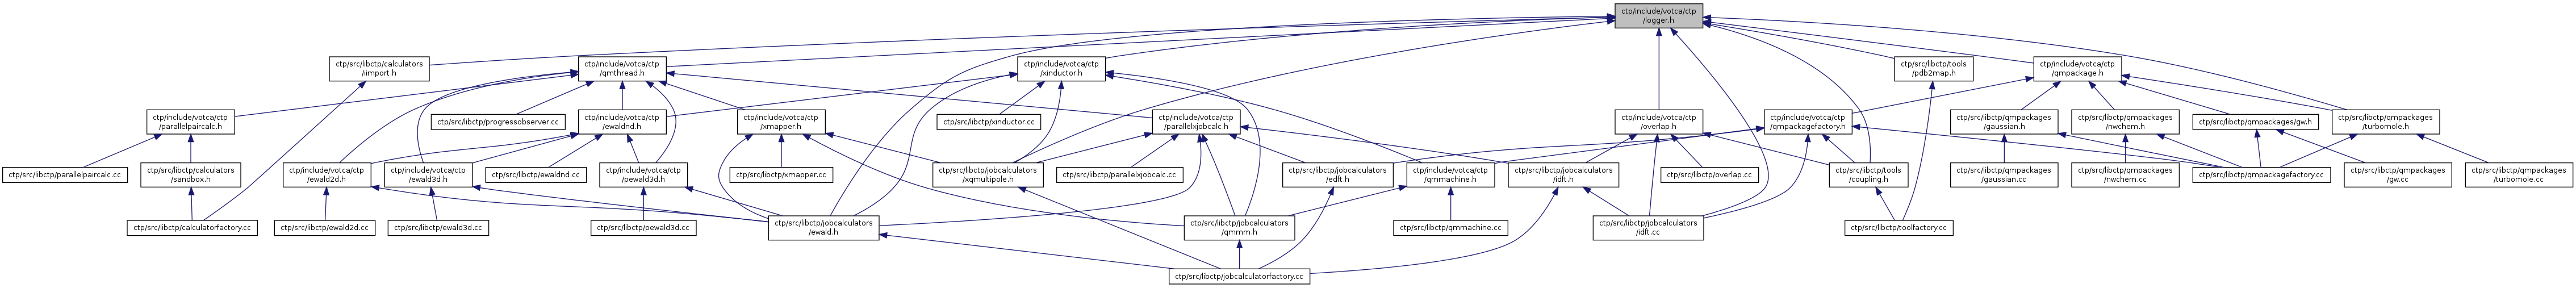 ctp/include/votca/ctp
/logger.h
ctp/src/libctp/calculators
/iimport.h
ctp/include/votca/ctp
/qmthread.h
ctp/include/votca/ctp
/xinductor.h
ctp/src/libctp/tools
/pdb2map.h
ctp/include/votca/ctp
/qmpackage.h
ctp/include/votca/ctp
/parallelpaircalc.h
ctp/src/libctp/progressobserver.cc
ctp/include/votca/ctp
/ewaldnd.h
ctp/include/votca/ctp
/xmapper.h
ctp/src/libctp/xinductor.cc
ctp/include/votca/ctp
/parallelxjobcalc.h
ctp/include/votca/ctp
/overlap.h
ctp/include/votca/ctp
/qmpackagefactory.h
ctp/src/libctp/qmpackages
/gaussian.h
ctp/src/libctp/qmpackages
/nwchem.h
ctp/src/libctp/qmpackages/gw.h
ctp/src/libctp/qmpackages
/turbomole.h
ctp/src/libctp/parallelpaircalc.cc
ctp/src/libctp/calculators
/sandbox.h
ctp/include/votca/ctp
/ewald2d.h
ctp/include/votca/ctp
/ewald3d.h
ctp/src/libctp/ewaldnd.cc
ctp/include/votca/ctp
/pewald3d.h
ctp/src/libctp/xmapper.cc
ctp/src/libctp/jobcalculators
/xqmultipole.h
ctp/src/libctp/parallelxjobcalc.cc
ctp/src/libctp/jobcalculators
/edft.h
ctp/include/votca/ctp
/qmmachine.h
ctp/src/libctp/jobcalculators
/idft.h
ctp/src/libctp/overlap.cc
ctp/src/libctp/tools
/coupling.h
ctp/src/libctp/qmpackages
/gaussian.cc
ctp/src/libctp/qmpackages
/nwchem.cc
ctp/src/libctp/qmpackagefactory.cc
ctp/src/libctp/qmpackages
/gw.cc
ctp/src/libctp/qmpackages
/turbomole.cc
ctp/src/libctp/calculatorfactory.cc
ctp/src/libctp/ewald2d.cc
ctp/src/libctp/ewald3d.cc
ctp/src/libctp/pewald3d.cc
ctp/src/libctp/jobcalculators
/ewald.h
ctp/src/libctp/jobcalculators
/qmmm.h
ctp/src/libctp/qmmachine.cc
ctp/src/libctp/jobcalculators
/idft.cc
ctp/src/libctp/toolfactory.cc
ctp/src/libctp/jobcalculatorfactory.cc